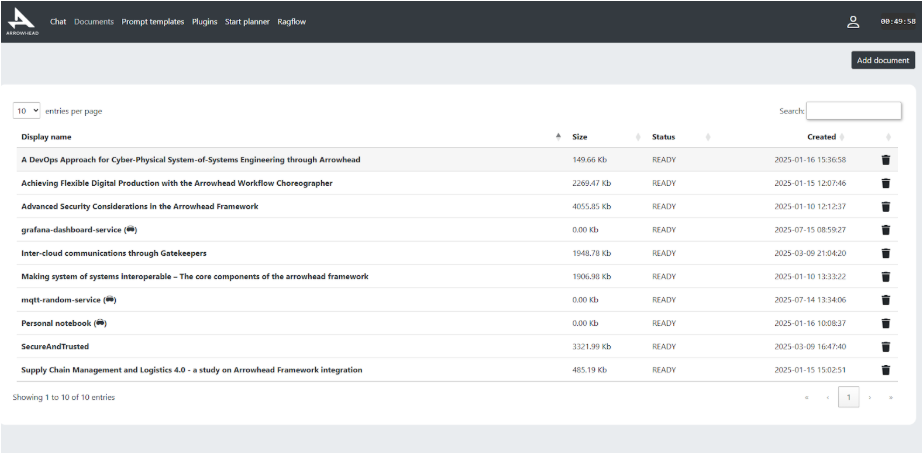 Chat Documents Prompt templates Plugins Start planner Ragflow 00:49:58
ARROWHEAD
Add document
10 entries per page Search:
Display name Size Status Created
A DevOps Approach for Cyber-Physical System-of-Systems Engineering through Arrowhead 149.66 Kb READY 2025-01-16 15:36:58
Achieving Flexible Digital Production with the Arrowhead Workflow Choreographer 2269.47 Kb READY 2025-01-15 12:07:46
Advanced Security Considerations in the Arrowhead Framework 4055.85 Kb READY 2025-01-10 12:12:37
grafana-dashboard-service () 0.00 Kb READY 2025-07-15 08:59:27
Inter-cloud communications through Gatekeepers 1948.78 Kb READY 2025-03-09 21:04:20
Making system of systems interoperable – The core components of the arrowhead framework 1906.98 Kb READY 2025-01-10 13:33:22
mqtt-random-service () 0.00 Kb READY 2025-07-14 13:34:06
Personal notebook () 0.00 Kb READY 2025-01-16 10:08:37
SecureAndTrusted 3321.99 Kb READY 2025-03-09 16:47:40
Supply Chain Management and Logistics 4.0 - a study on Arrowhead Framework integration 485.19 Kb READY 2025-01-15 15:02:51
Showing 1 to 10 of 10 entries « ‹ 1 › »